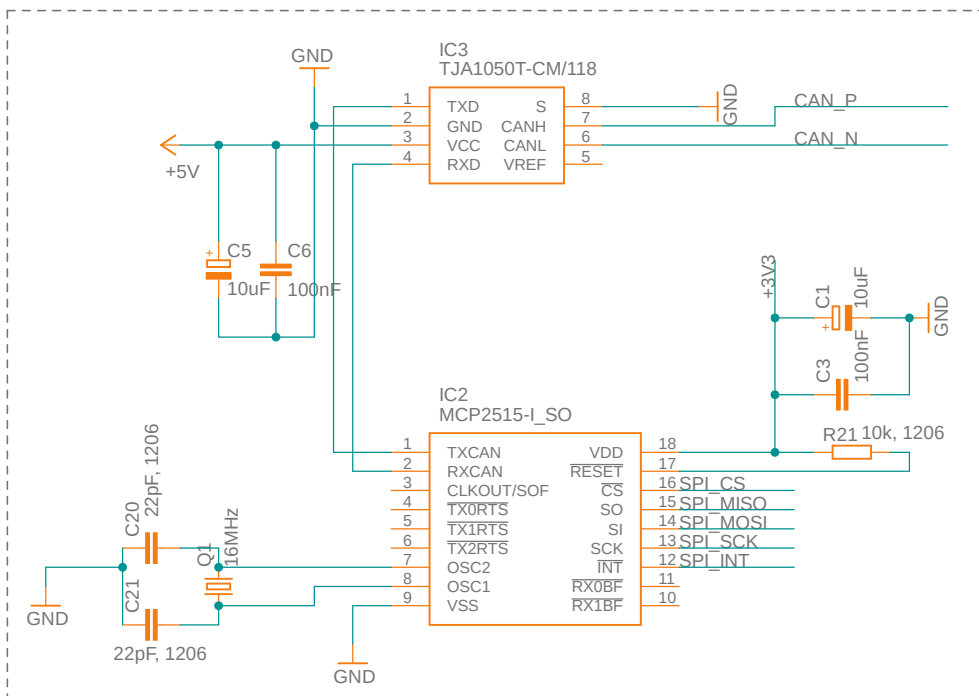 GND
IC3
TJA1050T-CM/118
1 TXD S 8
2 GND CANH 7
3 VCC CANL 6
4 RXD VREF 5
GND
CAN_P
CAN_N
+5V
+ C5
10uF
C6
100nF
+3V3
C1
+
10uF
GND
C3
100nF
IC2
MCP2515-I_SO
1 TXCAN VDD 18
2 RXCAN RESET 17
3 CLKOUT/SOF CS 16 SPI_CS
4 TX0RTS SO 15 SPI_MISO
5 TX1RTS SI 14 SPI_MOSI
6 TX2RTS SCK 13 SPI_SCK
7 OSC2 INT 12 SPI_INT
8 OSC1 RX0BF 11
9 VSS RX1BF 10
R21 10k, 1206
C20
22pF, 1206
Q1
16MHz
C21
22pF, 1206
GND
GND